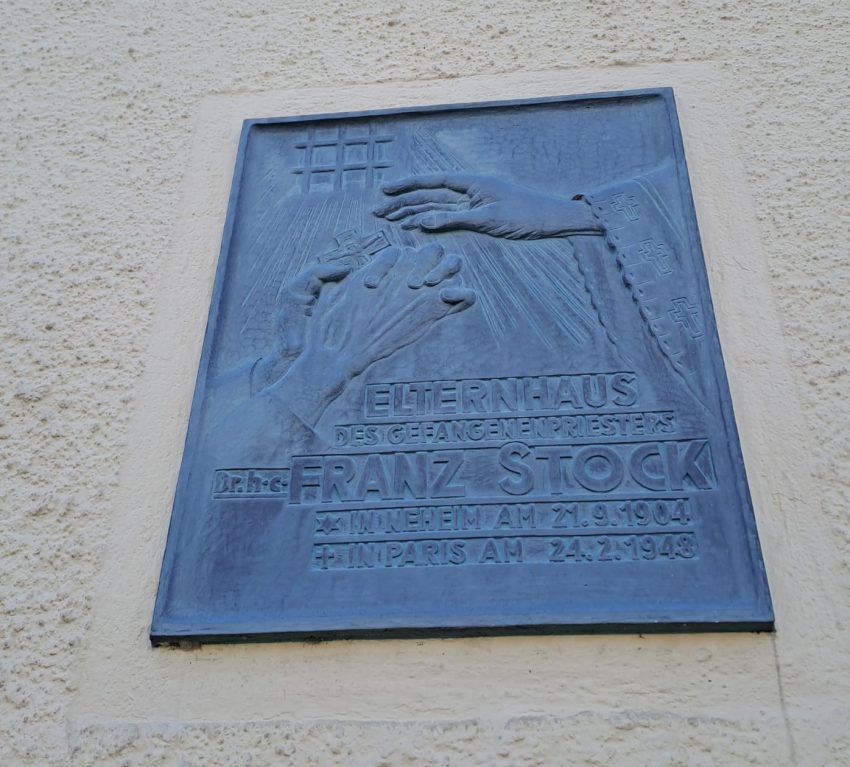 ELTERNHAUS
DES GEFANGENENPRIESTERS
Dr.h.c. FRANZ STOCK
* IN NEHEIM AM 21.9.1904
+ IN PARIS AM 24.2.1948